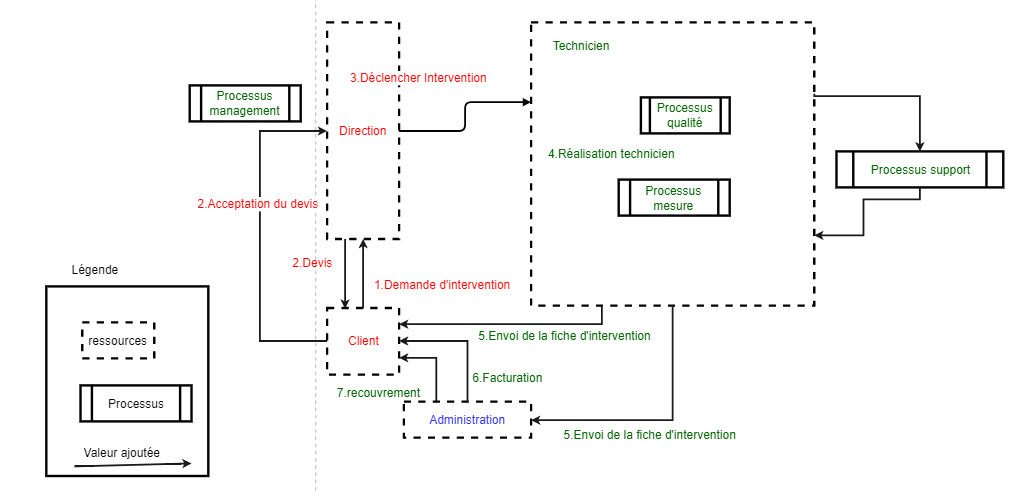 Technicien
3.Déclencher Intervention
Processus
management
Processus
qualité
Direction
4.Réalisation technicien
Processus support
Processus
mesure
2.Acceptation du devis
2.Devis
Légende
1.Demande d'intervention
ressources
Client
5.Envoi de la fiche d'intervention
6.Facturation
7.recouvrement
Processus
Administration
5.Envoi de la fiche d'intervention
Valeur ajoutée